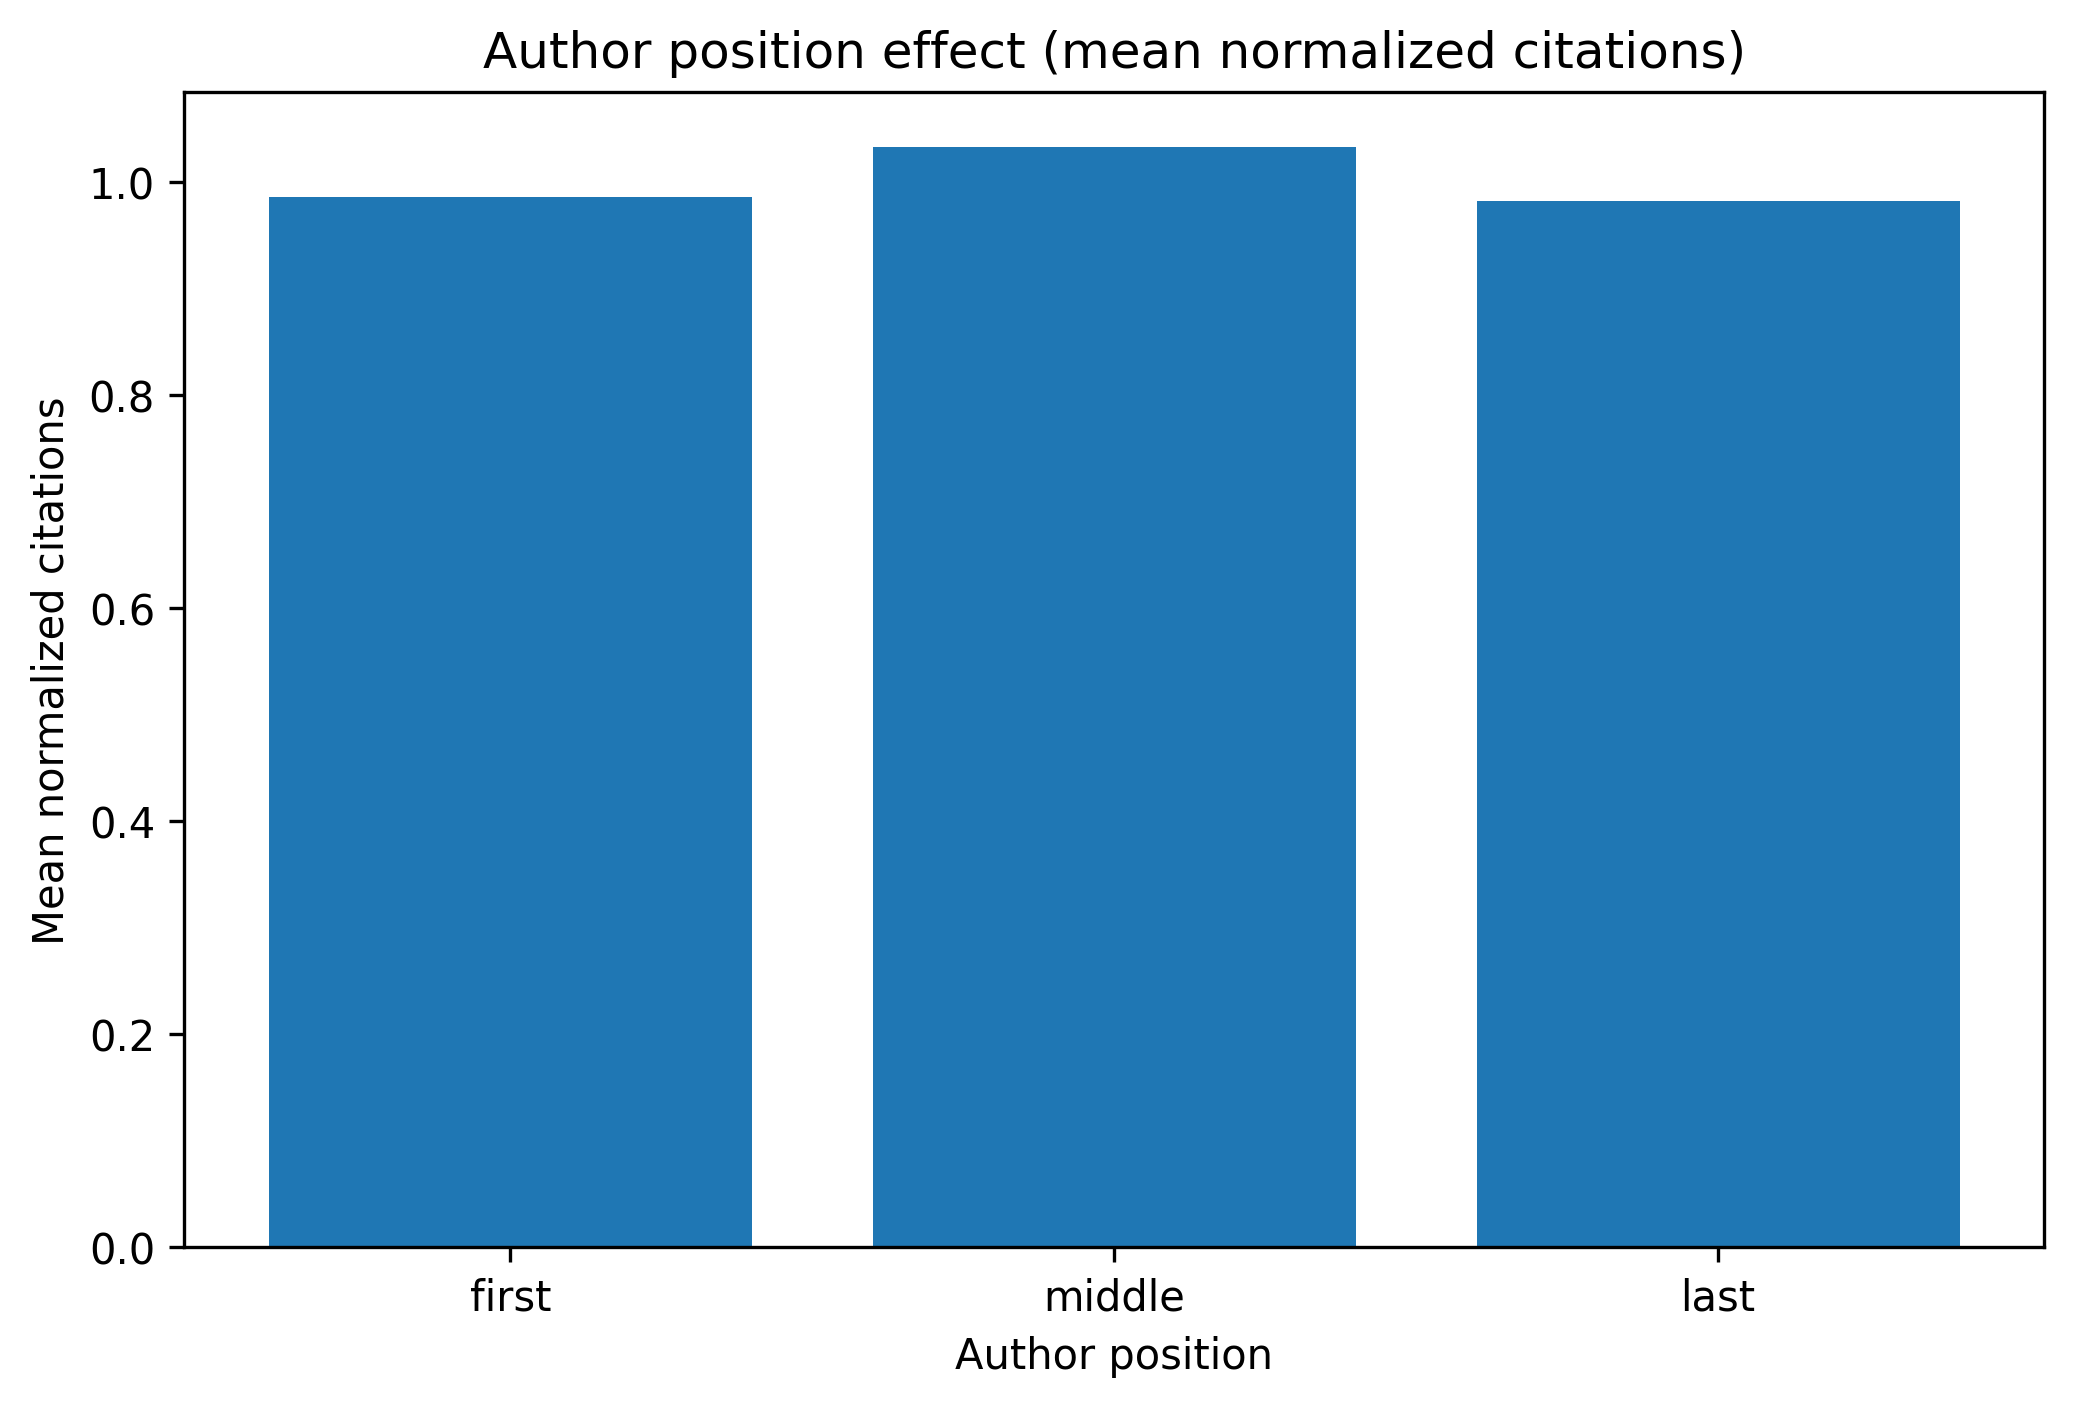 Author position effect (mean normalized citations)
Mean normalized citations
1.0
0.8
0.6
0.4
0.2
0.0
first
middle
last
Author position